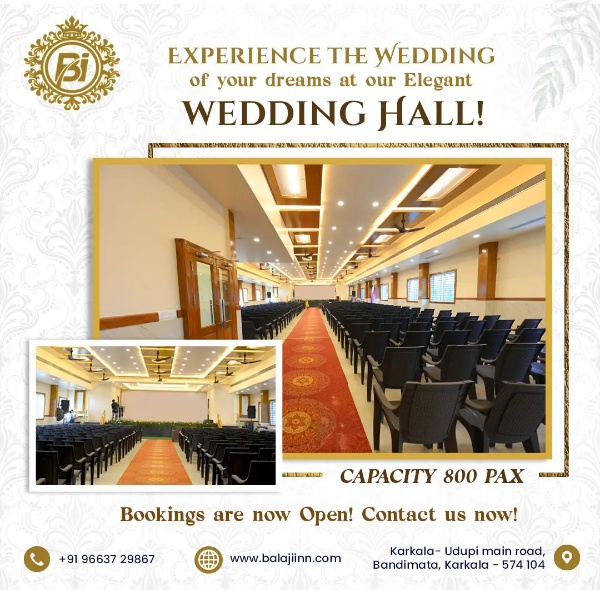 Bi
EXPERIENCE THE WEDDING
of your dreams at our Elegant
WEDDING HALL!
CAPACITY 800 PAX
Bookings are now Open! Contact us now!
+91 96637 29867
www.balajiinn.com
Karkala- Udupi main road,
Bandimata, Karkala - 574 104